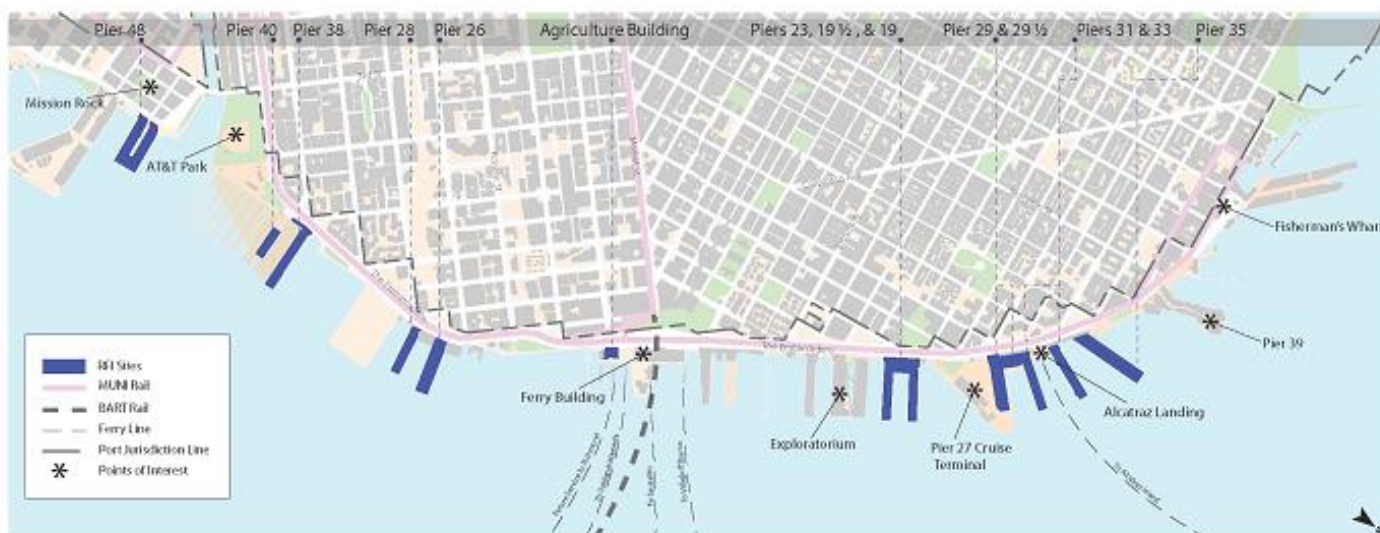 Pier 48
Pier 40
Pier 38
Pier 28
Pier 26
Agriculture Building
Piers 23, 19 ½ , & 19
Pier 29 & 29 ½
Piers 31 & 33
Pier 35
Mission Rock
AT&T Park
Fisherman's Wharf
Pier 39
Ferry Building
Exploratorium
Pier 27 Cruise
Terminal
Alcatraz Landing
The Embarcadero
RFI Sites
MUNI Rail
BART Rail
Ferry Line
Port Jurisdiction Line
Points of Interest